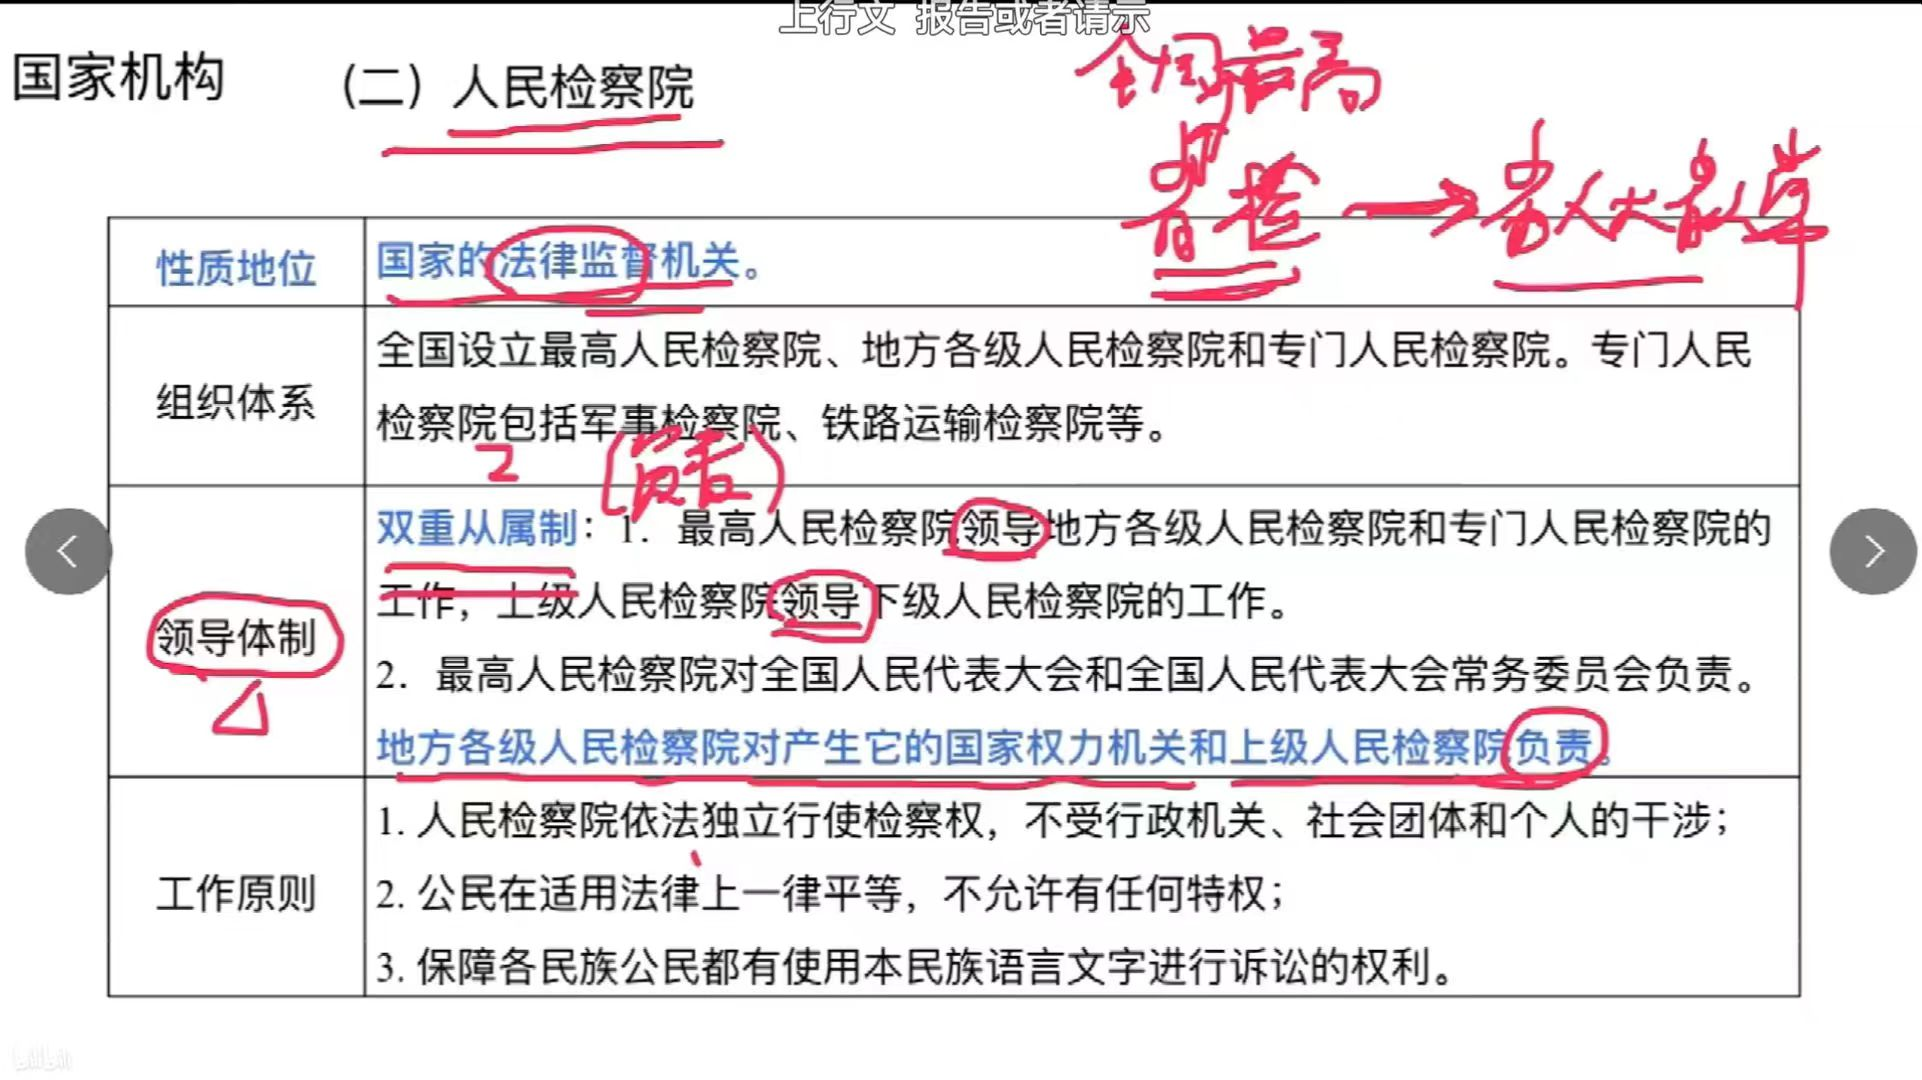 上行文 报告或者请示
国家机构
(二) 人民检察院
全国最高
省检 → 省人大
性质地位
国家的法律监督机关。
组织体系
全国设立最高人民检察院、地方各级人民检察院和专门人民检察院。专门人民
检察院包括军事检察院、铁路运输检察院等。
2
(负责)
领导体制
双重从属制：1. 最高人民检察院领导地方各级人民检察院和专门人民检察院的
工作，上级人民检察院领导下级人民检察院的工作。
2. 最高人民检察院对全国人民代表大会和全国人民代表大会常务委员会负责。
地方各级人民检察院对产生它的国家权力机关和上级人民检察院负责。
工作原则
1. 人民检察院依法独立行使检察权，不受行政机关、社会团体和个人的干涉；
2. 公民在适用法律上一律平等，不允许有任何特权；
3. 保障各民族公民都有使用本民族语言文字进行诉讼的权利。